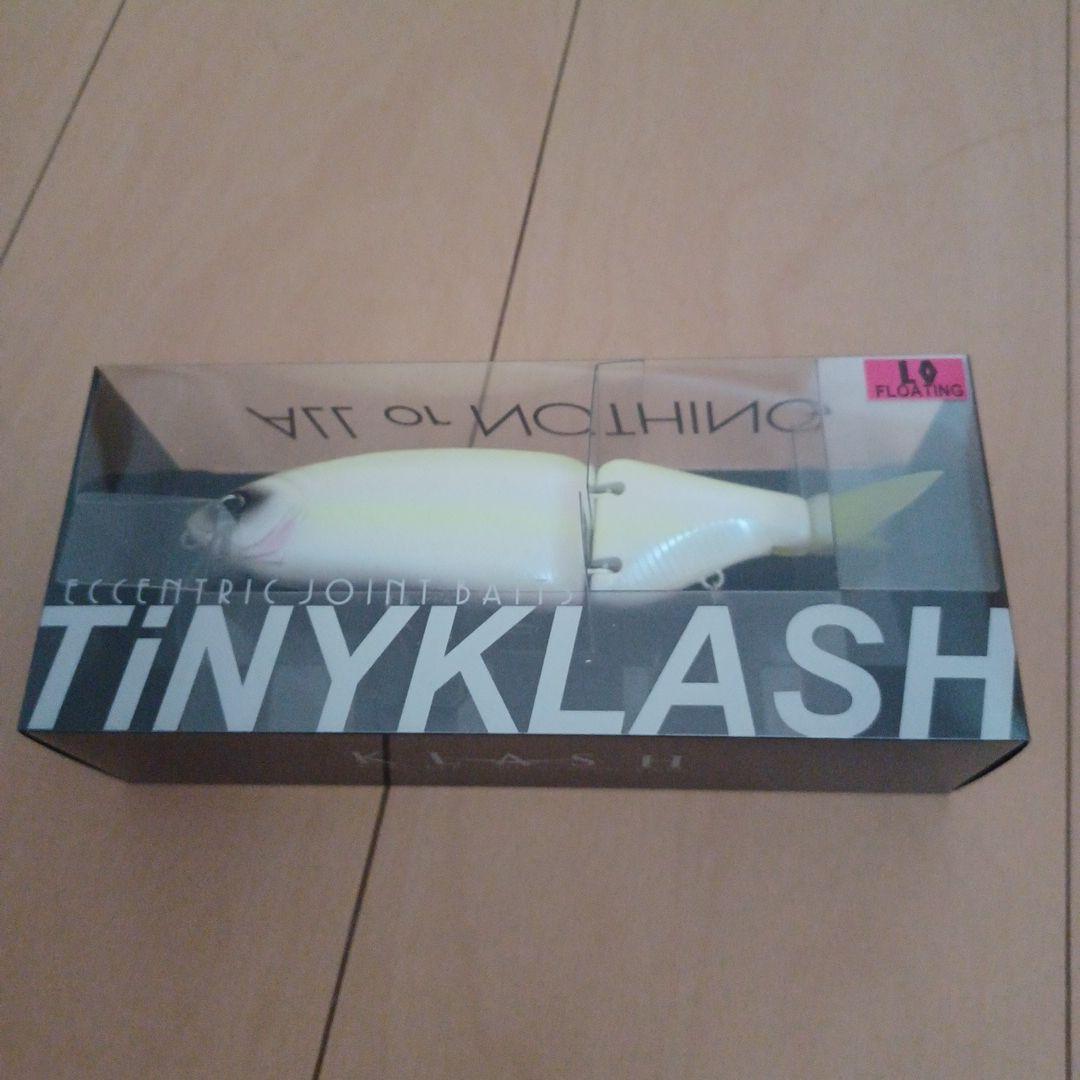 LO
FLOATING
ALL or NOTHING
ECCENTRIC JOINT BAITS
TiNYKLASH
KLASH